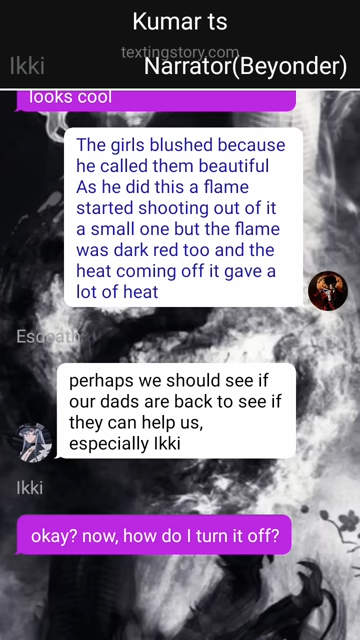 Kumar ts
textingstory.com
Ikki
Narrator(Beyonder)
looks cool
The girls blushed because
he called them beautiful
As he did this a flame
started shooting out of it
a small one but the flame
was dark red too and the
heat coming off it gave a
lot of heat
Esdeath
perhaps we should see if
our dads are back to see if
they can help us,
especially Ikki
Ikki
okay? now, how do I turn it off?